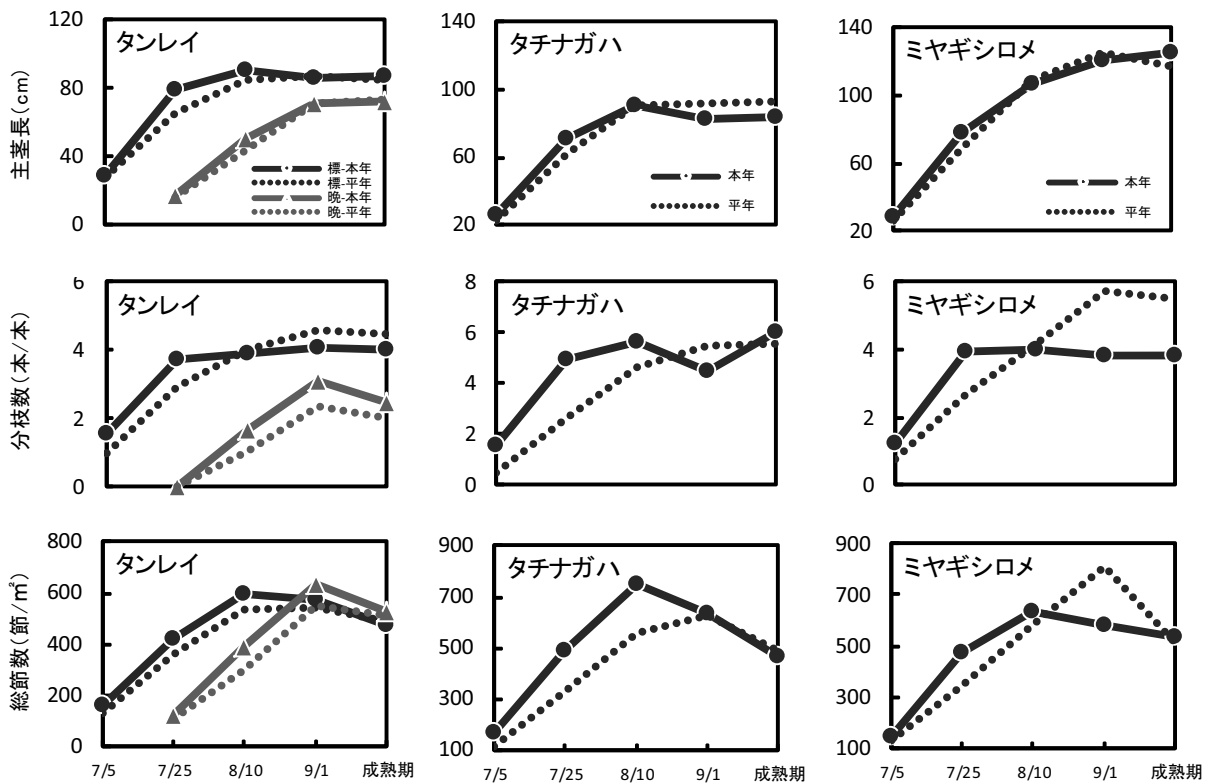 主茎長(cm)
120
80
40
0
タンレイ
標-本年
標-平年
晩-本年
晩-平年
140
100
60
20
タチナガハ
本年
平年
140
100
60
20
ミヤギシロメ
本年
平年
分枝数(本/本)
6
4
2
0
タンレイ
8
6
4
2
0
タチナガハ
6
4
2
0
ミヤギシロメ
総節数(節/㎡)
800
600
400
200
0
タンレイ
7/5 7/25 8/10 9/1 成熟期
900
700
500
300
100
タチナガハ
7/5 7/25 8/10 9/1 成熟期
900
700
500
300
100
ミヤギシロメ
7/5 7/25 8/10 9/1 成熟期